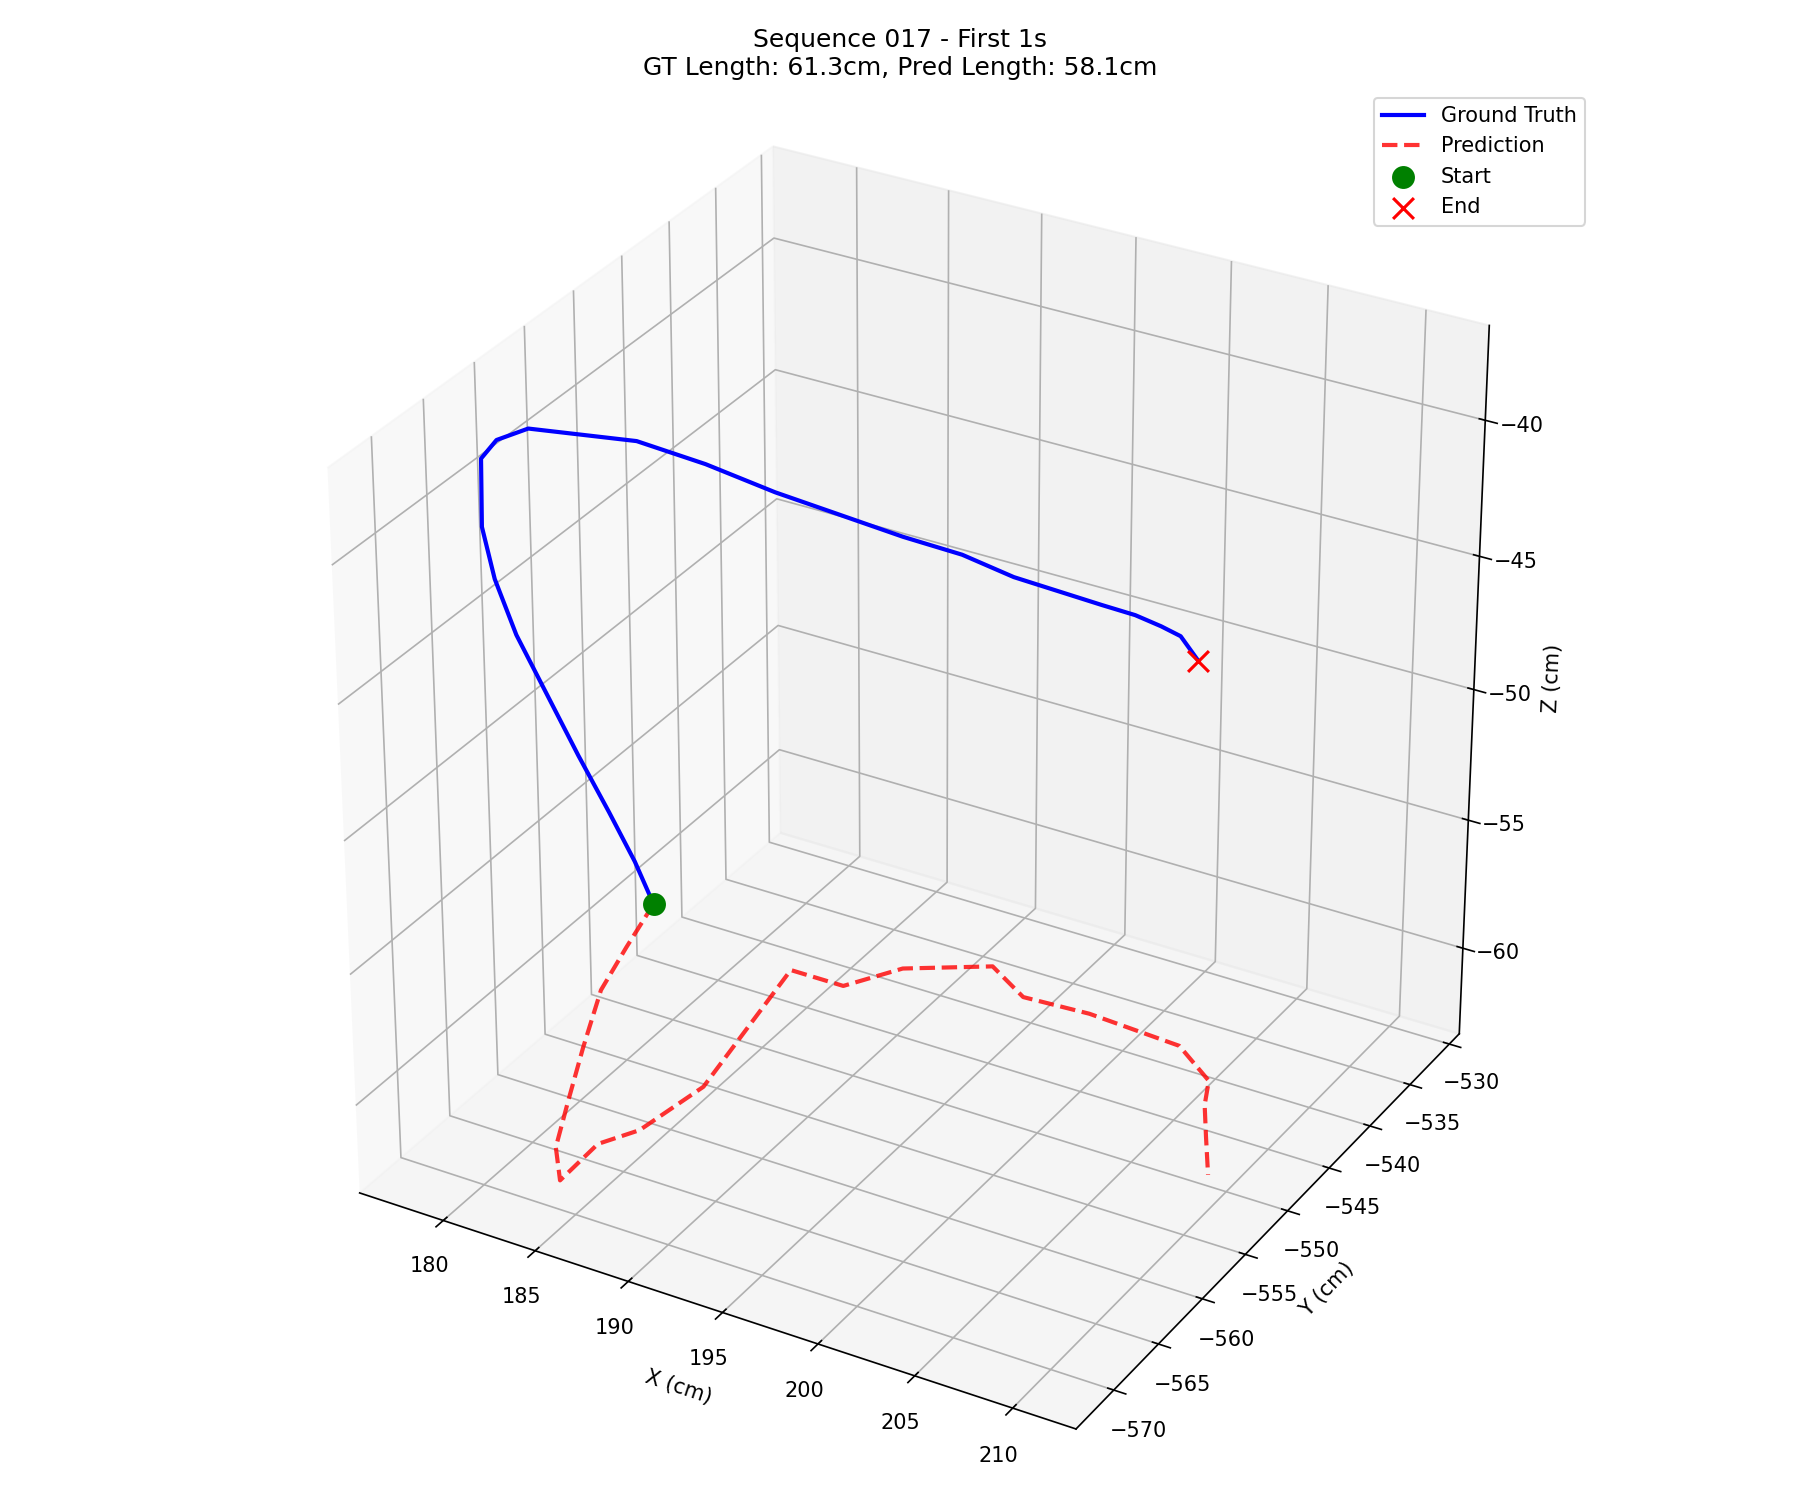 Sequence 017 - First 1s
GT Length: 61.3cm, Pred Length: 58.1cm
Ground Truth
Prediction
Start
End
−40
−45
−50
−55
−60
Z (cm)
−530
−535
−540
−545
−550
−555
−560
−565
−570
Y (cm)
180
185
190
195
200
205
210
X (cm)